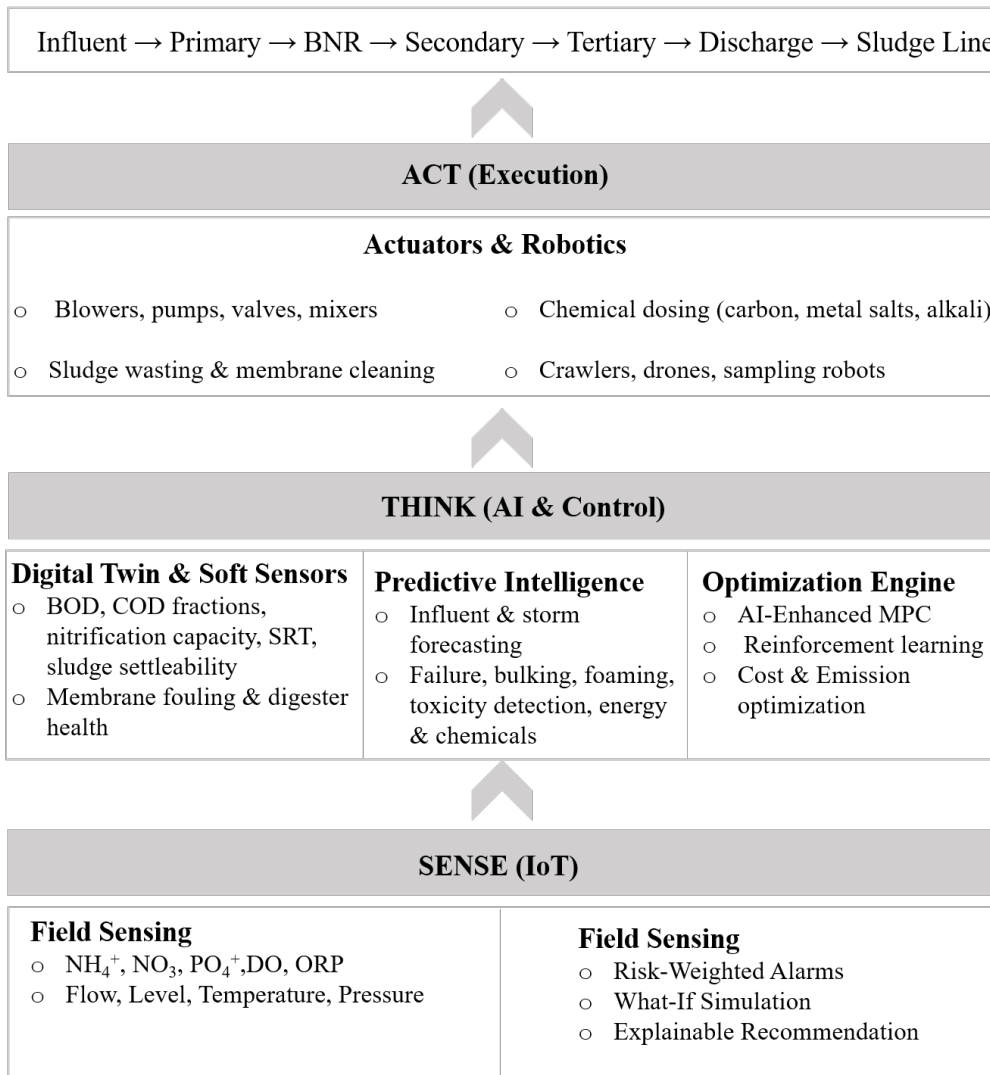 Influent → Primary → BNR → Secondary → Tertiary → Discharge → Sludge Line
ACT (Execution)
Actuators & Robotics
○ Blowers, pumps, valves, mixers
○ Chemical dosing (carbon, metal salts, alkali)
○ Sludge wasting & membrane cleaning
○ Crawlers, drones, sampling robots
THINK (AI & Control)
Digital Twin & Soft Sensors
○ BOD, COD fractions,
nitrification capacity, SRT,
sludge settleability
○ Membrane fouling & digester
health
Predictive Intelligence
○ Influent & storm
forecasting
○ Failure, bulking, foaming,
toxicity detection, energy
& chemicals
Optimization Engine
○ AI-Enhanced MPC
○ Reinforcement learning
○ Cost & Emission
optimization
SENSE (IoT)
Field Sensing
○ NH₄⁺, NO₃, PO₄⁺,DO, ORP
○ Flow, Level, Temperature, Pressure
Field Sensing
○ Risk-Weighted Alarms
○ What-If Simulation
○ Explainable Recommendation